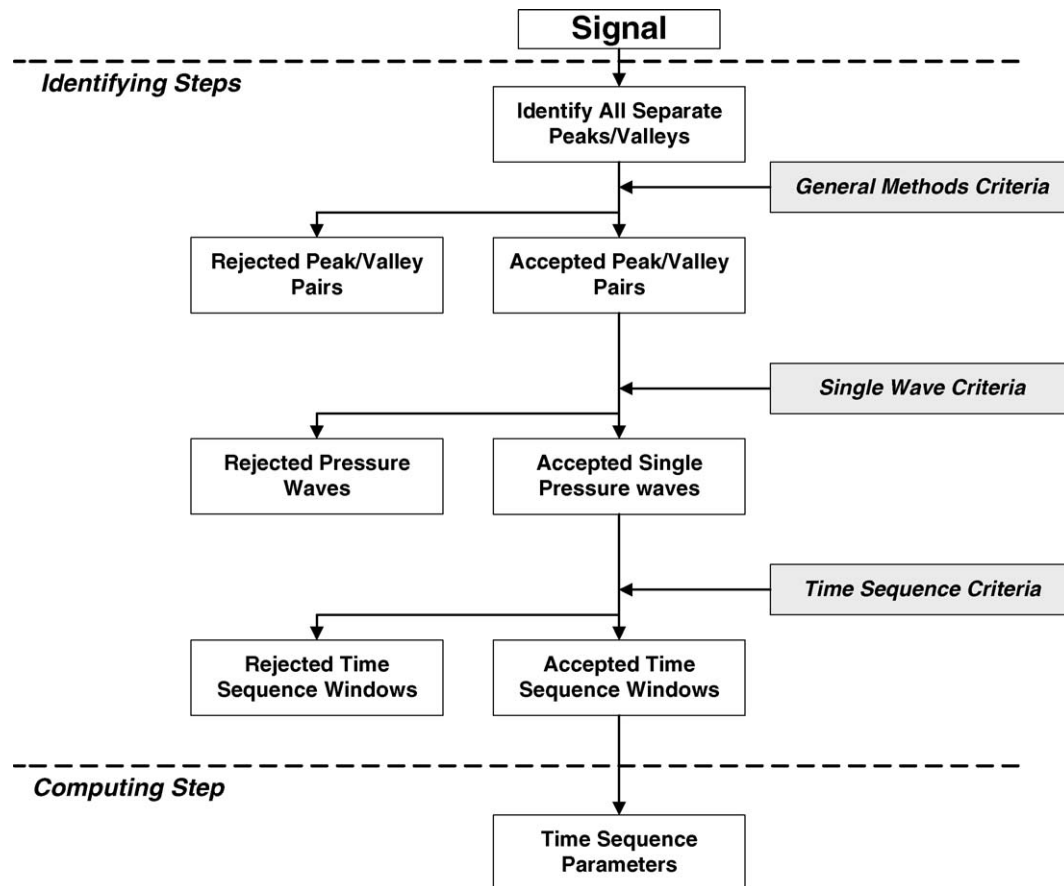 Signal
Identifying Steps
Identify All Separate
Peaks/Valleys
General Methods Criteria
Rejected Peak/Valley
Pairs
Accepted Peak/Valley
Pairs
Single Wave Criteria
Rejected Pressure
Waves
Accepted Single
Pressure waves
Time Sequence Criteria
Rejected Time
Sequence Windows
Accepted Time
Sequence Windows
Computing Step
Time Sequence
Parameters